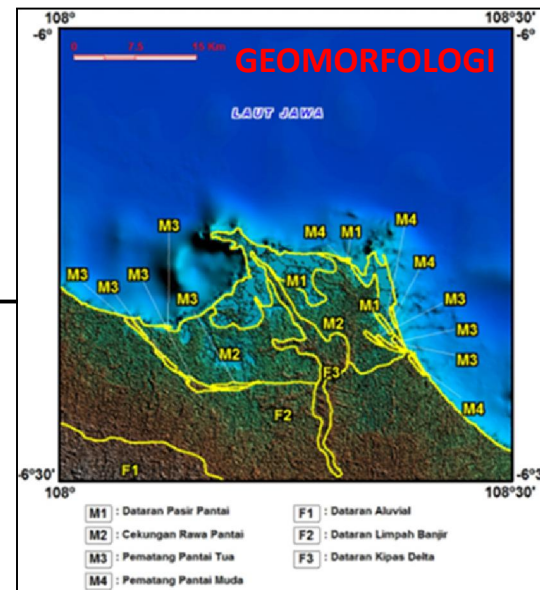 108°
108°30'
-6°
-6°
0 7.5 15 Km
GEOMORFOLOGI
LAUT JAWA
M3
M4
M4
M1
M3
M3
M3
M3
M1
M4
M1
M3
M2
M3
M2
M3
F3
F2
M4
F1
-6°30'
-6°30'
108°
108°30'
M1 : Dataran Pasir Pantai
M2 : Cekungan Rawa Pantai
M3 : Pematang Pantai Tua
M4 : Pematang Pantai Muda
F1 : Dataran Aluvial
F2 : Dataran Limpah Banjir
F3 : Dataran Kipas Delta